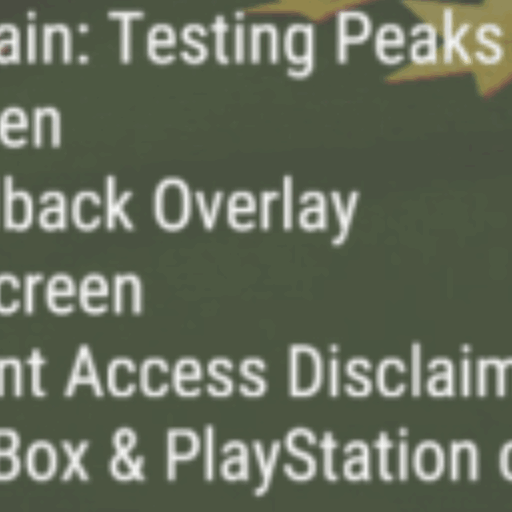 ain: Testing Peaks
en
back Overlay
creen
nt Access Disclaim
Box & PlayStation